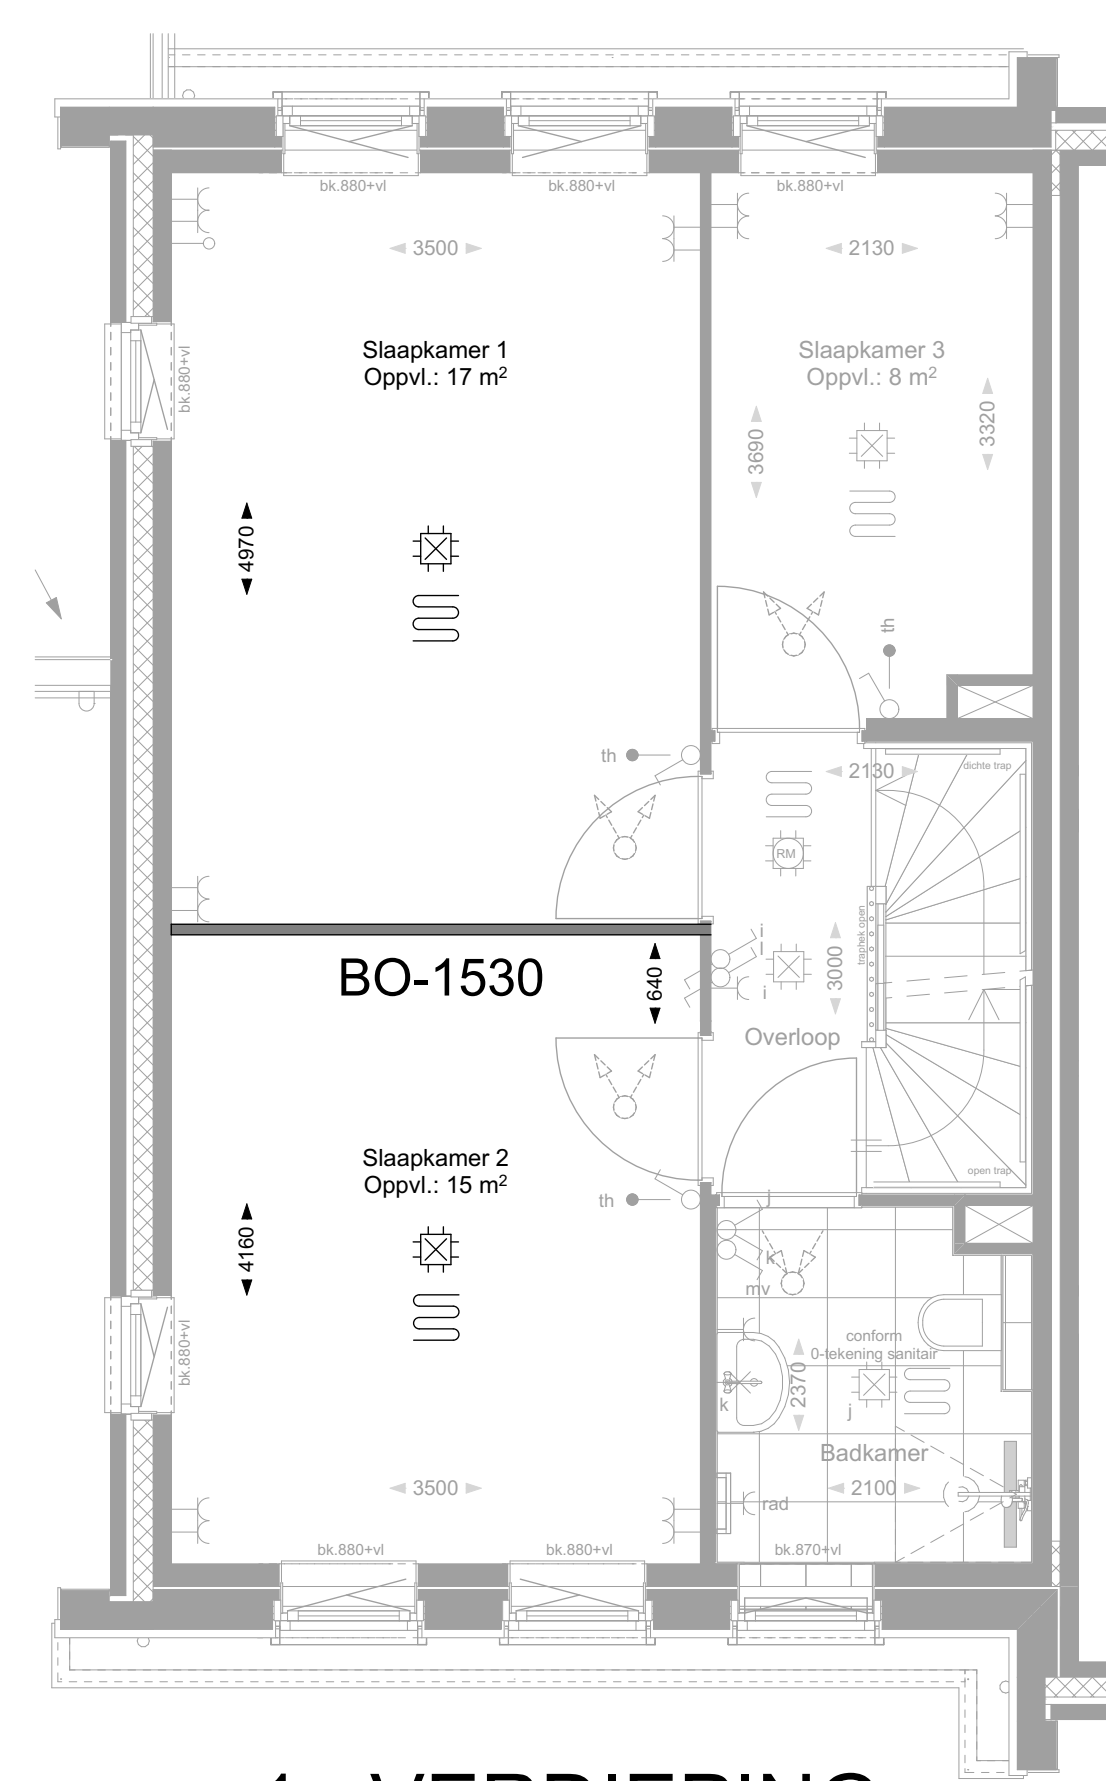 bk.880+vl
bk.880+vl
bk.880+vl
3500
2130
Slaapkamer 1
Oppvl.: 17 m²
Slaapkamer 3
Oppvl.: 8 m²
bk.880+vl
3690
3320
4970
th
th
2130
dichte trap
RM
traphek open
i
l
i
BO-1530
640
3000
Overloop
Slaapkamer 2
Oppvl.: 15 m²
open trap
th
j
k
mv
4160
conform
0-tekening sanitair
bk.880+vl
2370
k
j
Badkamer
3500
2100
rad
bk.880+vl
bk.880+vl
bk.870+vl